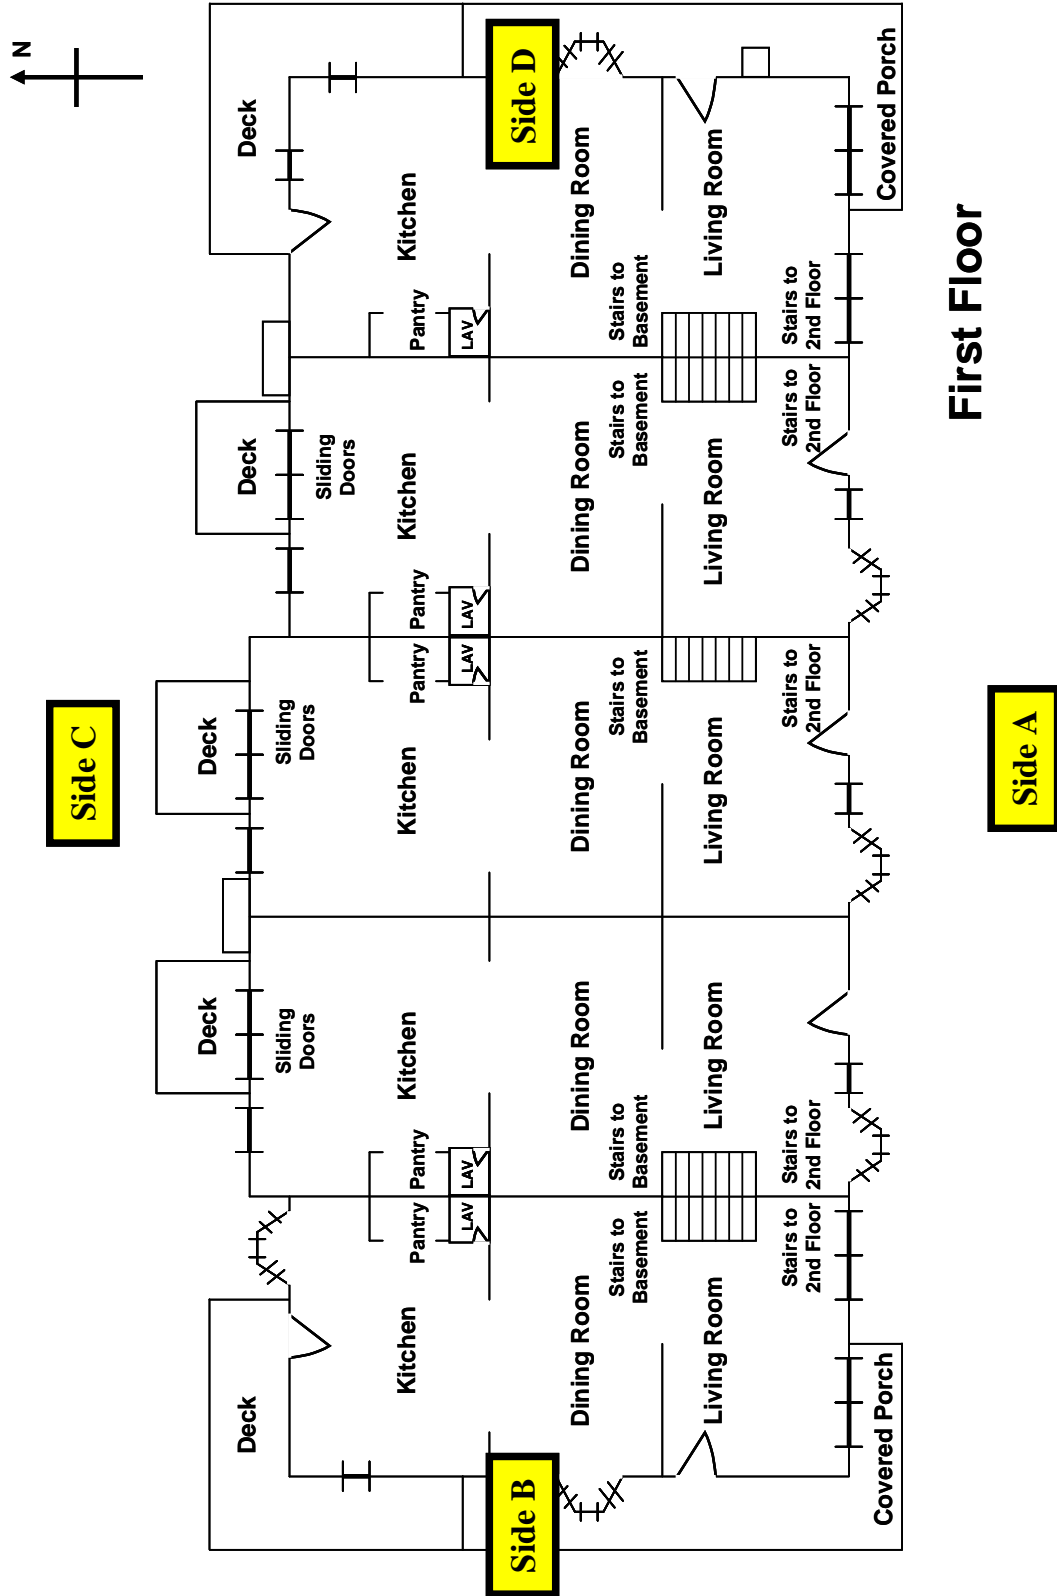 N
Side C
Deck
Deck
Deck
Deck
Deck
Sliding
Doors
Sliding
Doors
Sliding
Doors
Kitchen
Kitchen
Kitchen
Kitchen
Kitchen
Pantry
Pantry
Pantry
Pantry
Pantry
LAV
LAV
LAV
LAV
LAV
Side B
Side D
Dining Room
Dining Room
Dining Room
Dining Room
Dining Room
Stairs to
Basement
Stairs to
Basement
Stairs to
Basement
Stairs to
Basement
Stairs to
Basement
Living Room
Living Room
Living Room
Living Room
Living Room
Stairs to
2nd Floor
Stairs to
2nd Floor
Stairs to
2nd Floor
Stairs to
2nd Floor
Stairs to
2nd Floor
Covered Porch
Covered Porch
First Floor
Side A